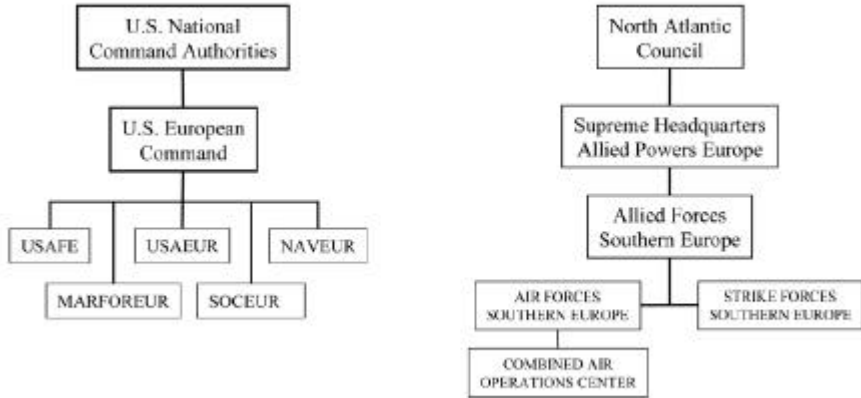 U.S. National
Command Authorities
U.S. European
Command
USAFE
USAEUR
NAVEUR
MARFOREUR
SOCEUR
North Atlantic
Council
Supreme Headquarters
Allied Powers Europe
Allied Forces
Southern Europe
AIR FORCES
SOUTHERN EUROPE
STRIKE FORCES
SOUTHERN EUROPE
COMBINED AIR
OPERATIONS CENTER